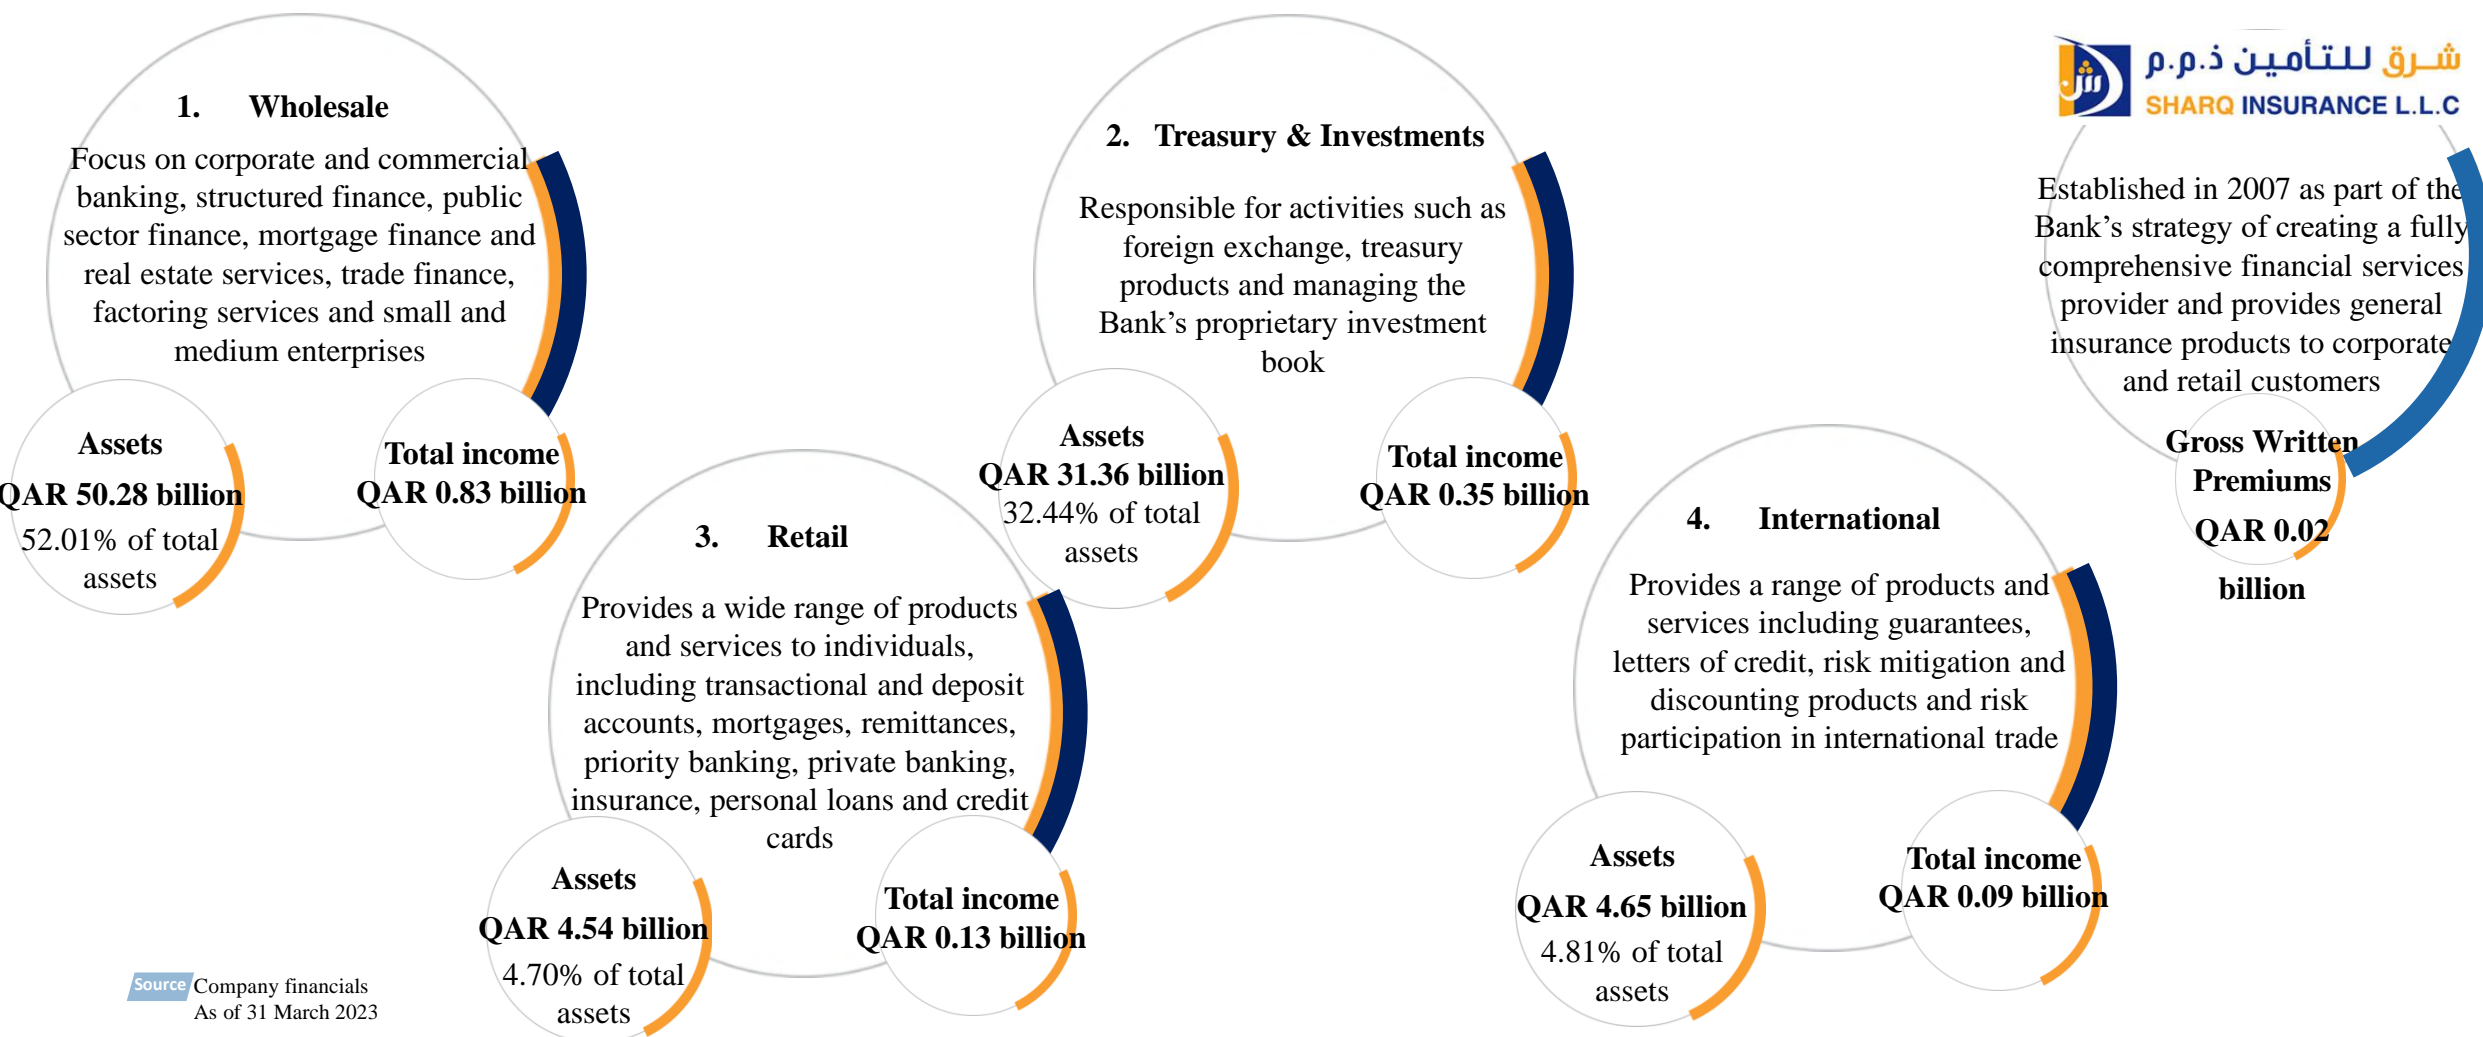 1. Wholesale
Focus on corporate and commercial
banking, structured finance, public
sector finance, mortgage finance and
real estate services, trade finance,
factoring services and small and
medium enterprises
Assets
QAR 50.28 billion
52.01% of total
assets
Total income
QAR 0.83 billion
2. Treasury & Investments
Responsible for activities such as
foreign exchange, treasury
products and managing the
Bank’s proprietary investment
book
Assets
QAR 31.36 billion
32.44% of total
assets
Total income
QAR 0.35 billion
3. Retail
Provides a wide range of products
and services to individuals,
including transactional and deposit
accounts, mortgages, remittances,
priority banking, private banking,
insurance, personal loans and credit
cards
Assets
QAR 4.54 billion
4.70% of total
assets
Total income
QAR 0.13 billion
4. International
Provides a range of products and
services including guarantees,
letters of credit, risk mitigation and
discounting products and risk
participation in international trade
Assets
QAR 4.65 billion
4.81% of total
assets
Total income
QAR 0.09 billion
ش
شرق للتأمين ذ.م.م
SHARQ INSURANCE L.L.C
Established in 2007 as part of the
Bank’s strategy of creating a fully
comprehensive financial services
provider and provides general
insurance products to corporate
and retail customers
Gross Written
Premiums
QAR 0.02
billion
Source Company financials
As of 31 March 2023